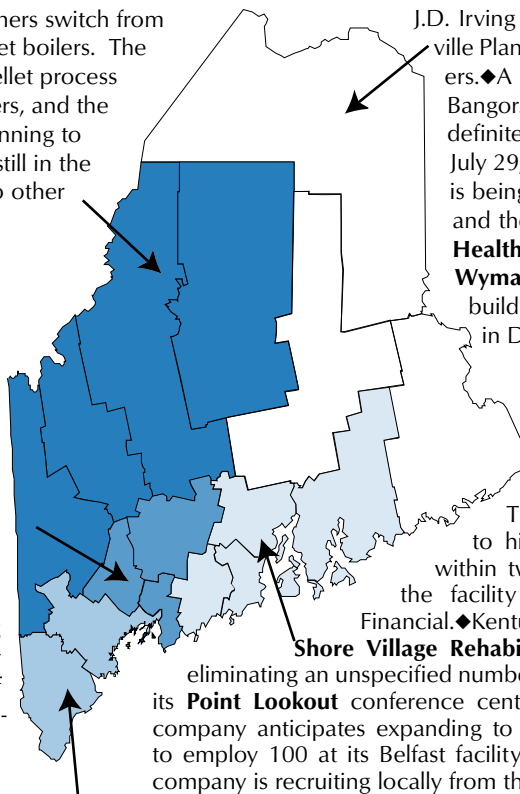 ners switch from
et boilers. The
ellet process
ers, and the
nning to
still in the
o other
J.D. Irving
ville Plan
ers.◆A
Bangor.
definite
July 29,
is being
and the
Health
Wyma
build
in D
T
to hi
within tw
the facility
Financial.◆Kentu
Shore Village Rehabi
eliminating an unspecified numbe
its Point Lookout conference cent
company anticipates expanding to
to employ 100 at its Belfast facility
company is recruiting locally from th